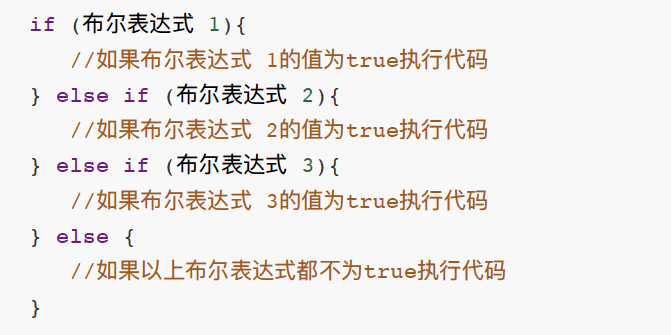 if (布尔表达式 1){
   //如果布尔表达式 1的值为true执行代码
} else if (布尔表达式 2){
   //如果布尔表达式 2的值为true执行代码
} else if (布尔表达式 3){
   //如果布尔表达式 3的值为true执行代码
} else {
   //如果以上布尔表达式都不为true执行代码
}